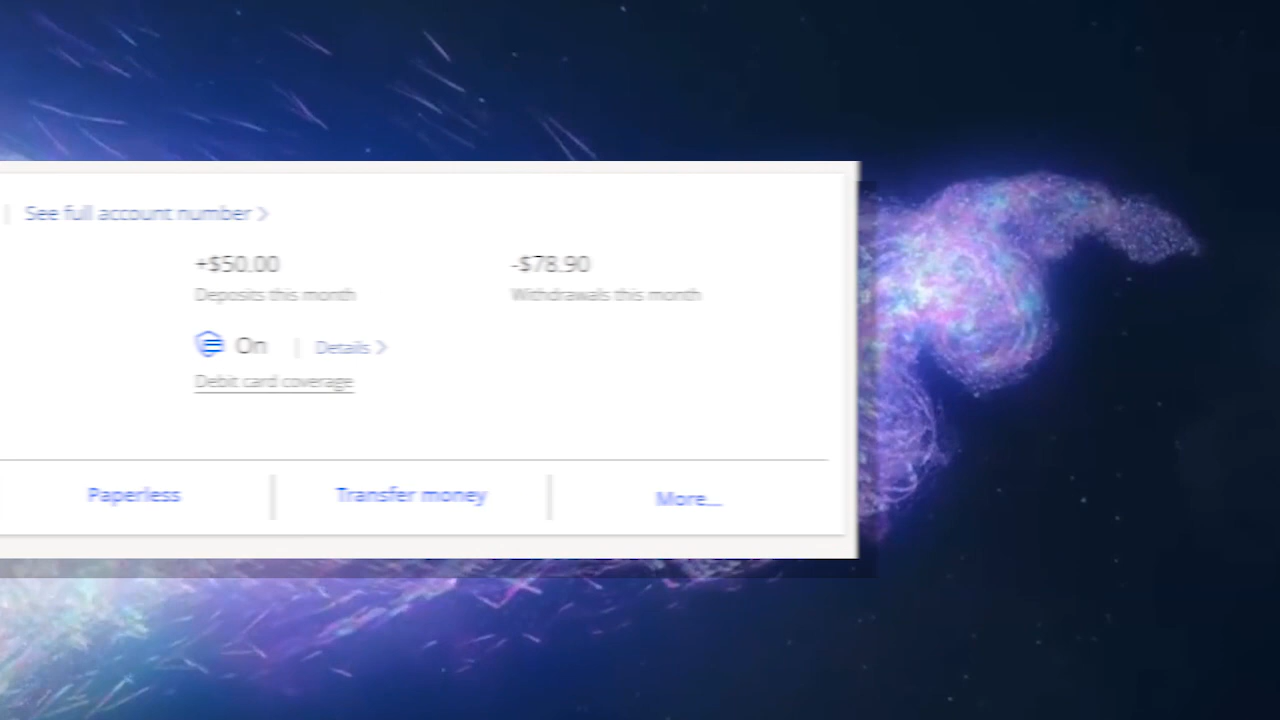 See full account number >
+$50.00 -$78.90
Deposits this month Withdrawals this month
On | Details >
Debit card coverage
Paperless Transfer money More...